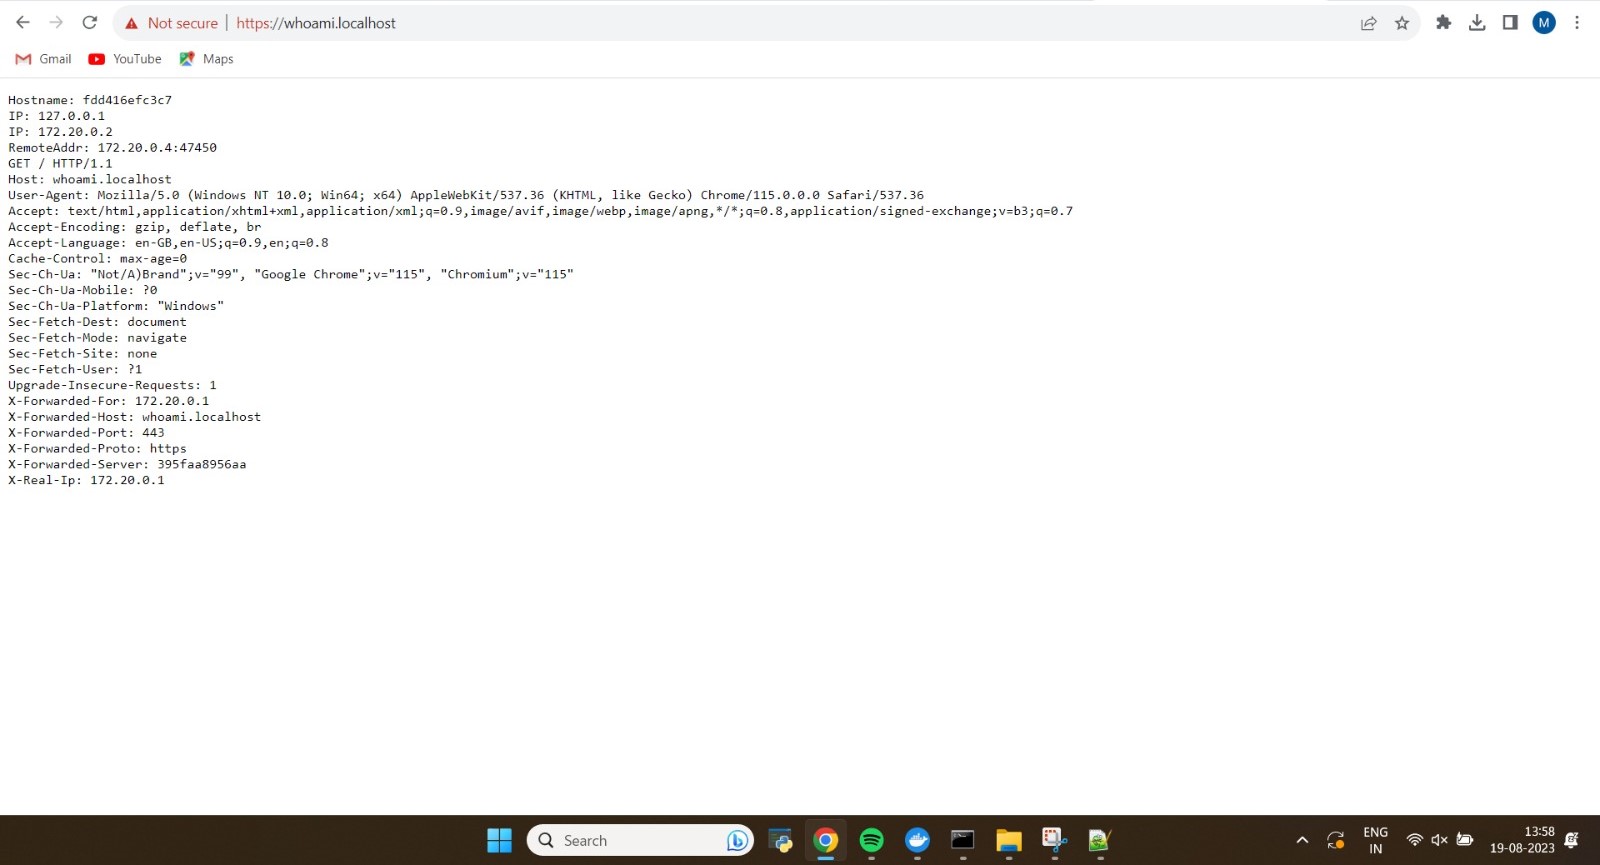 Not secure | https://whoami.localhost
M
Gmail YouTube Maps
Hostname: fdd416efc3c7
IP: 127.0.0.1
IP: 172.20.0.2
RemoteAddr: 172.20.0.4:47450
GET / HTTP/1.1
Host: whoami.localhost
User-Agent: Mozilla/5.0 (Windows NT 10.0; Win64; x64) AppleWebKit/537.36 (KHTML, like Gecko) Chrome/115.0.0.0 Safari/537.36
Accept: text/html,application/xhtml+xml,application/xml;q=0.9,image/avif,image/webp,image/apng,*/*;q=0.8,application/signed-exchange;v=b3;q=0.7
Accept-Encoding: gzip, deflate, br
Accept-Language: en-GB,en-US;q=0.9,en;q=0.8
Cache-Control: max-age=0
Sec-Ch-Ua: "Not/A)Brand";v="99", "Google Chrome";v="115", "Chromium";v="115"
Sec-Ch-Ua-Mobile: ?0
Sec-Ch-Ua-Platform: "Windows"
Sec-Fetch-Dest: document
Sec-Fetch-Mode: navigate
Sec-Fetch-Site: none
Sec-Fetch-User: ?1
Upgrade-Insecure-Requests: 1
X-Forwarded-For: 172.20.0.1
X-Forwarded-Host: whoami.localhost
X-Forwarded-Port: 443
X-Forwarded-Proto: https
X-Forwarded-Server: 395faa8956aa
X-Real-Ip: 172.20.0.1
Search
ENG
IN
13:58
19-08-2023